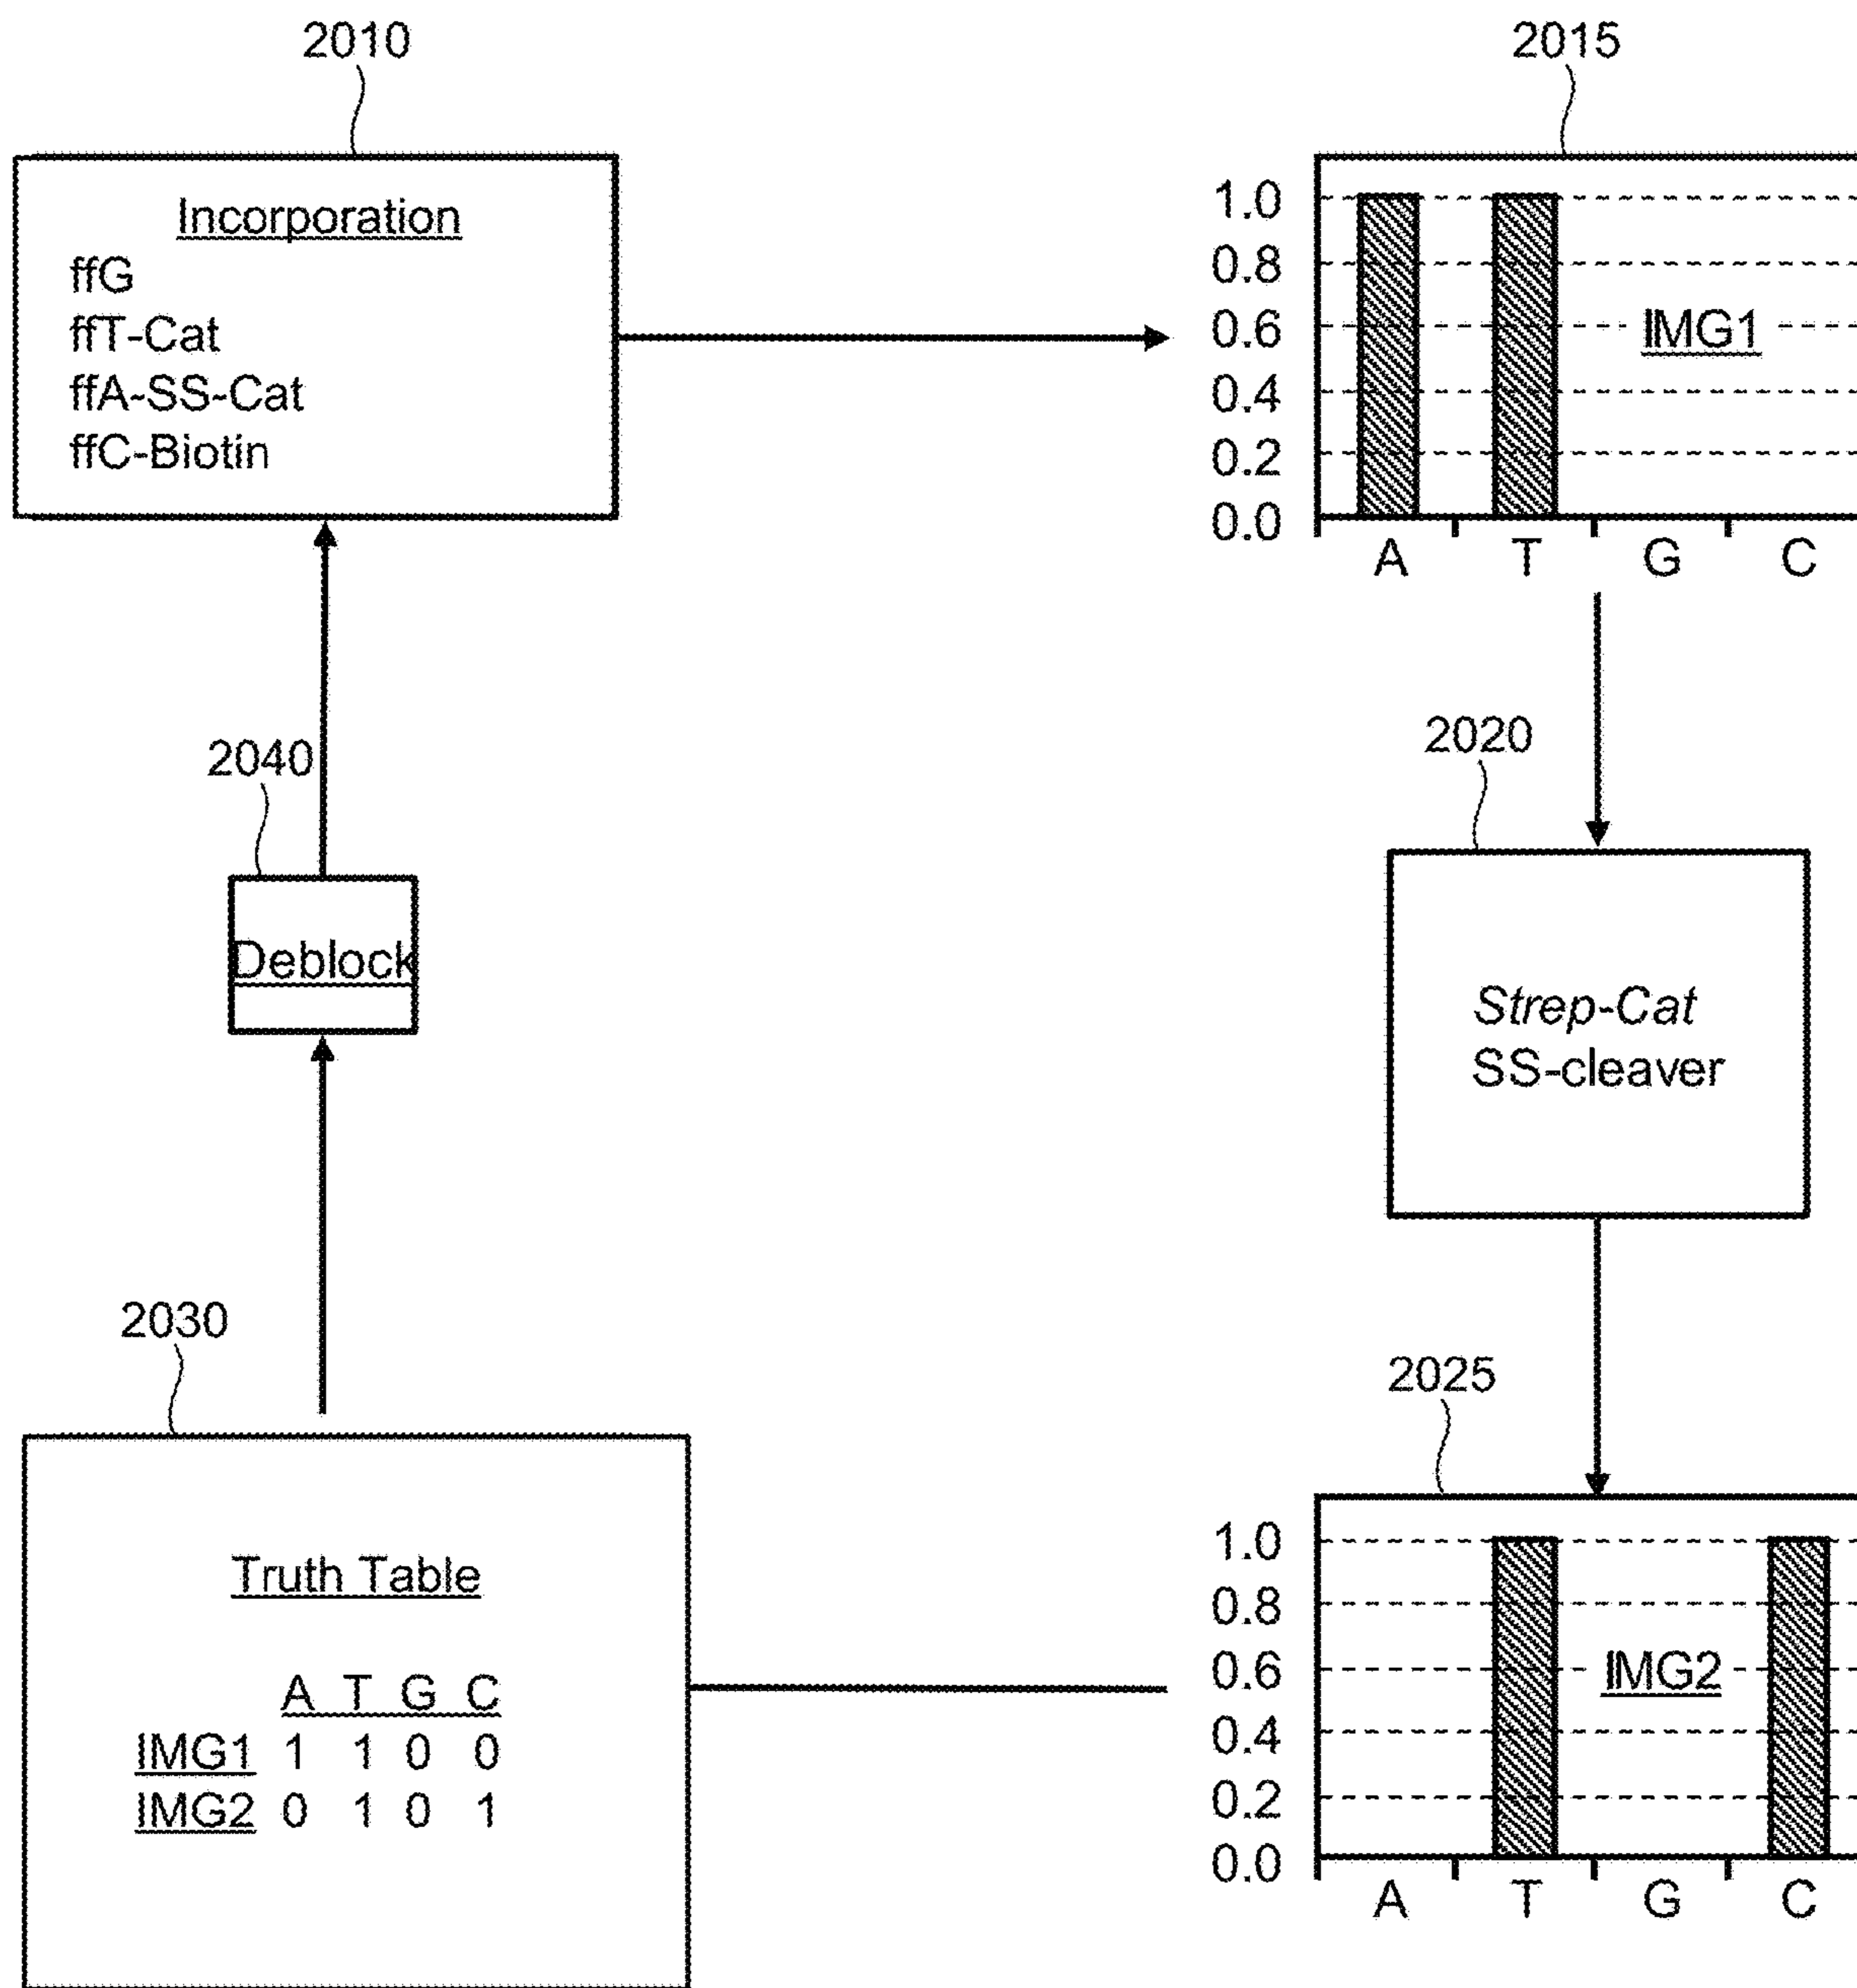 2010
Incorporation
ffG
ffT-Cat
ffA-SS-Cat
ffC-Biotin
2015
1.0
0.8
0.6
0.4
0.2
0.0
IMG1
A T G C
2020
Strep-Cat
SS-cleaver
2025
1.0
0.8
0.6
0.4
0.2
0.0
IMG2
A T G C
2030
Truth Table
A T G C
IMG1 1 1 0 0
IMG2 0 1 0 1
2040
Deblock